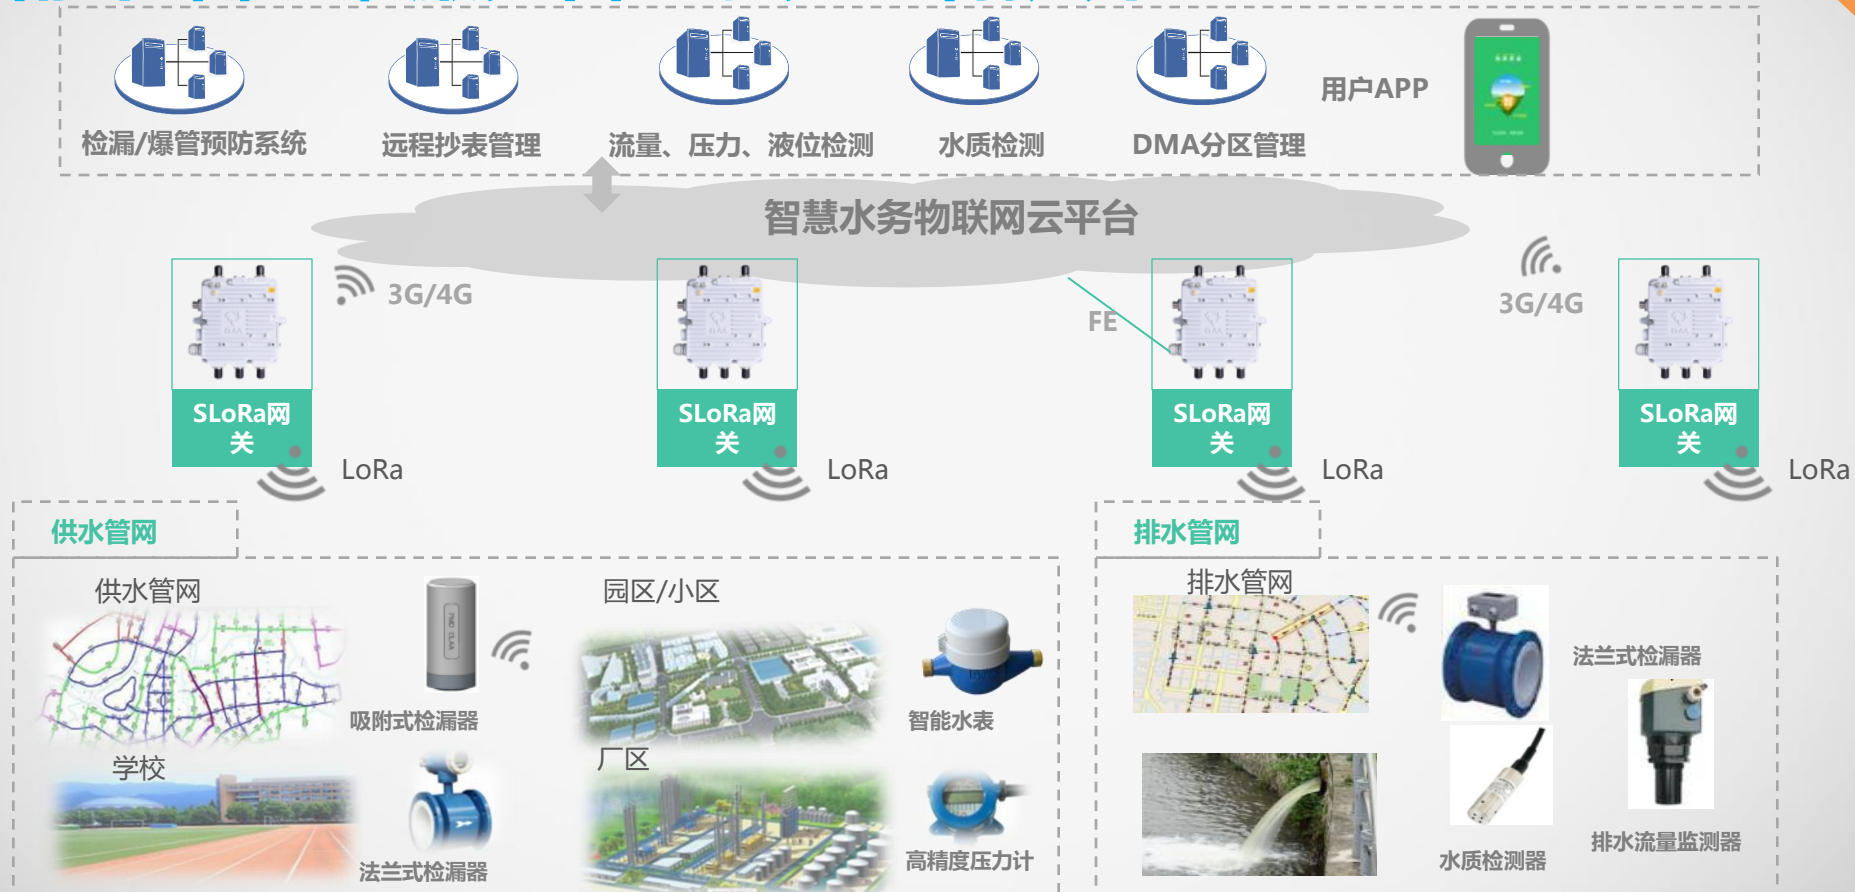 检漏/爆管预防系统
远程抄表管理
流量、压力、液位检测
水质检测
DMA分区管理
用户APP
智慧水务物联网云平台
3G/4G
FE
3G/4G
SLoRa网
关
SLoRa网
关
SLoRa网
关
SLoRa网
关
LoRa
LoRa
LoRa
LoRa
供水管网
供水管网
吸附式检漏器
园区/小区
智能水表
学校
法兰式检漏器
厂区
高精度压力计
排水管网
排水管网
法兰式检漏器
水质检测器
排水流量监测器